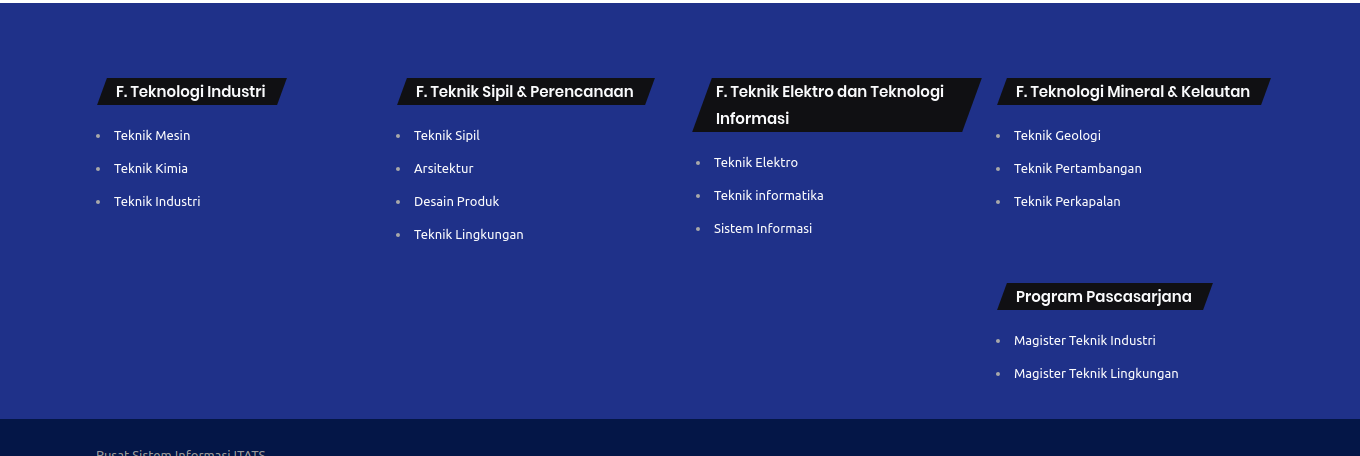 F. Teknologi Industri
Teknik Mesin
Teknik Kimia
Teknik Industri
F. Teknik Sipil & Perencanaan
Teknik Sipil
Arsitektur
Desain Produk
Teknik Lingkungan
F. Teknik Elektro dan Teknologi
Informasi
Teknik Elektro
Teknik informatika
Sistem Informasi
F. Teknologi Mineral & Kelautan
Teknik Geologi
Teknik Pertambangan
Teknik Perkapalan
Program Pascasarjana
Magister Teknik Industri
Magister Teknik Lingkungan
Pusat Sistem Informasi ITATS